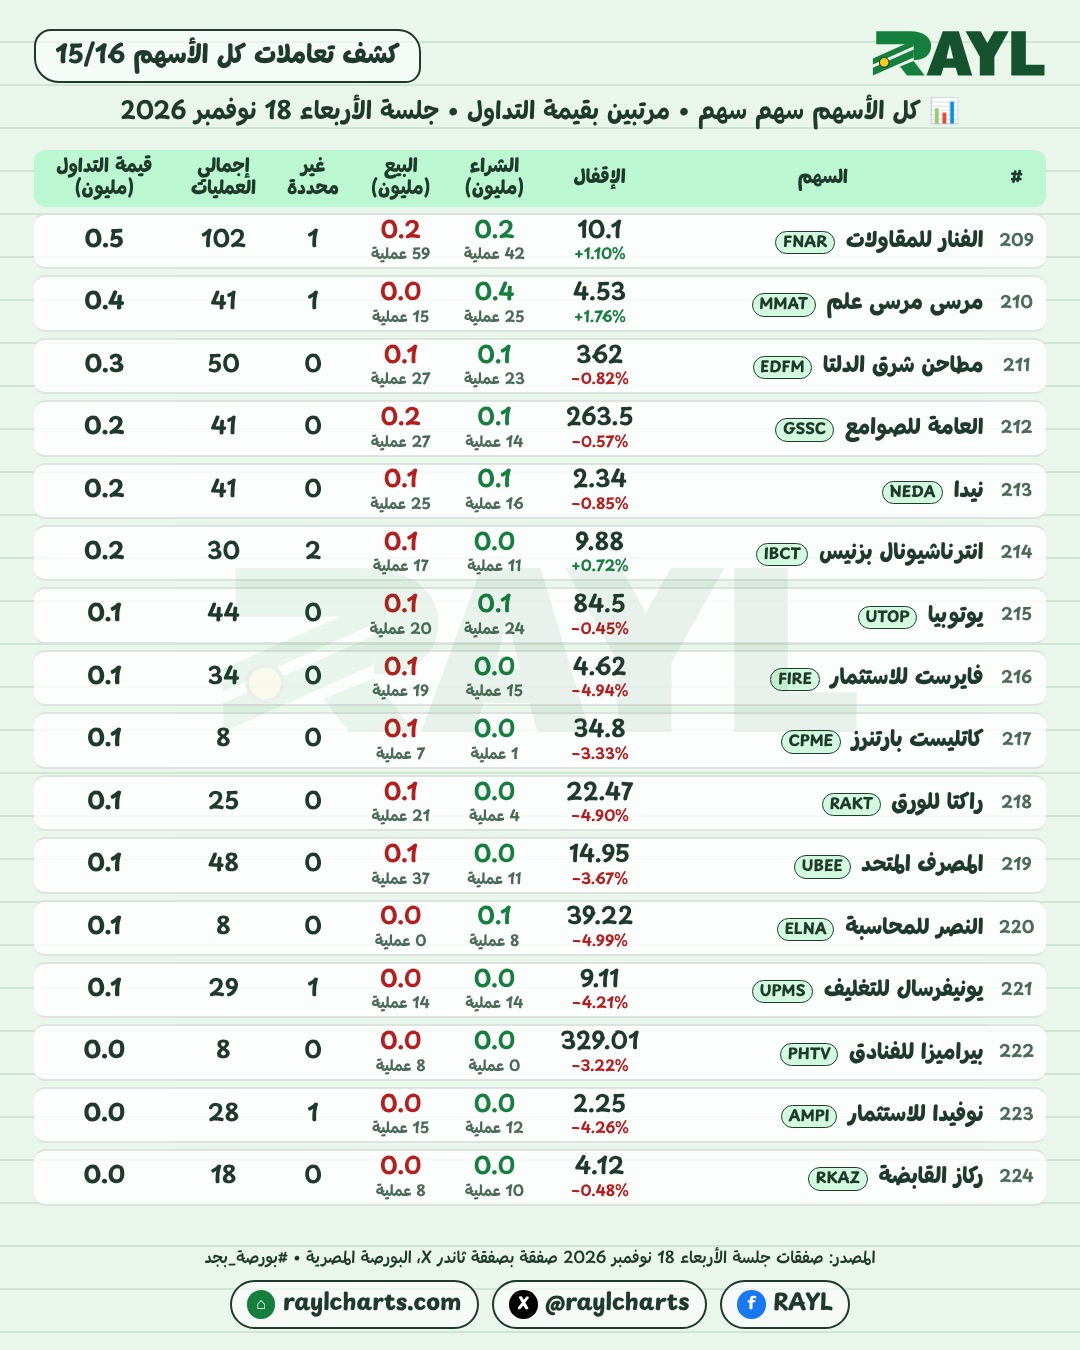 RAYL
كشف تعاملات كل الأسهم 15/16
📊 كل الأسهم سهم سهم • مرتبين بقيمة التداول • جلسة الأربعاء 18 نوفمبر 2026
# السهم الإقفال الشراء (مليون) البيع (مليون) غير محددة إجمالي العمليات قيمة التداول (مليون)
209 الفنار للمقاولات FNAR 10.1 0.2 0.2 1 102 0.5
+1.10% 42 عملية 59 عملية
210 مرسى مرسى علم MMAT 4.53 0.4 0.0 1 41 0.4
+1.76% 25 عملية 15 عملية
211 مطاحن شرق الدلتا EDFM 362 0.1 0.1 0 50 0.3
−0.82% 23 عملية 27 عملية
212 العامة للصوامع GSSC 263.5 0.1 0.2 0 41 0.2
−0.57% 14 عملية 27 عملية
213 نيدا NEDA 2.34 0.1 0.1 0 41 0.2
−0.85% 16 عملية 25 عملية
214 انترناشيونال بزنيس IBCT 9.88 0.0 0.1 2 30 0.2
+0.72% 11 عملية 17 عملية
215 يوتوبيا UTOP 84.5 0.1 0.1 0 44 0.1
−0.45% 24 عملية 20 عملية
216 فايرست للاستثمار FIRE 4.62 0.0 0.1 0 34 0.1
−4.94% 15 عملية 19 عملية
217 كاتليست بارتنرز CPME 34.8 0.0 0.1 0 8 0.1
−3.33% 1 عملية 7 عملية
218 راكتا للورق RAKT 22.47 0.0 0.1 0 25 0.1
−4.90% 4 عملية 21 عملية
219 المصرف المتحد UBEE 14.95 0.0 0.1 0 48 0.1
−3.67% 11 عملية 37 عملية
220 النصر للمحاسبة ELNA 39.22 0.1 0.0 0 8 0.1
−4.99% 8 عملية 0 عملية
221 يونيفرسال للتغليف UPMS 9.11 0.0 0.0 1 29 0.1
−4.21% 14 عملية 14 عملية
222 بيراميزا للفنادق PHTV 329.01 0.0 0.0 0 8 0.0
−3.22% 0 عملية 8 عملية
223 نوفيدا للاستثمار AMPI 2.25 0.0 0.0 1 28 0.0
−4.26% 12 عملية 15 عملية
224 ركاز القابضة RKAZ 4.12 0.0 0.0 0 18 0.0
−0.48% 10 عملية 8 عملية
RAYL
المصدر: صفقات جلسة الأربعاء 18 نوفمبر 2026 صفقة بصفقة ثاندر X، البورصة المصرية • #بورصة_بجد
RAYL
@raylcharts
raylcharts.com